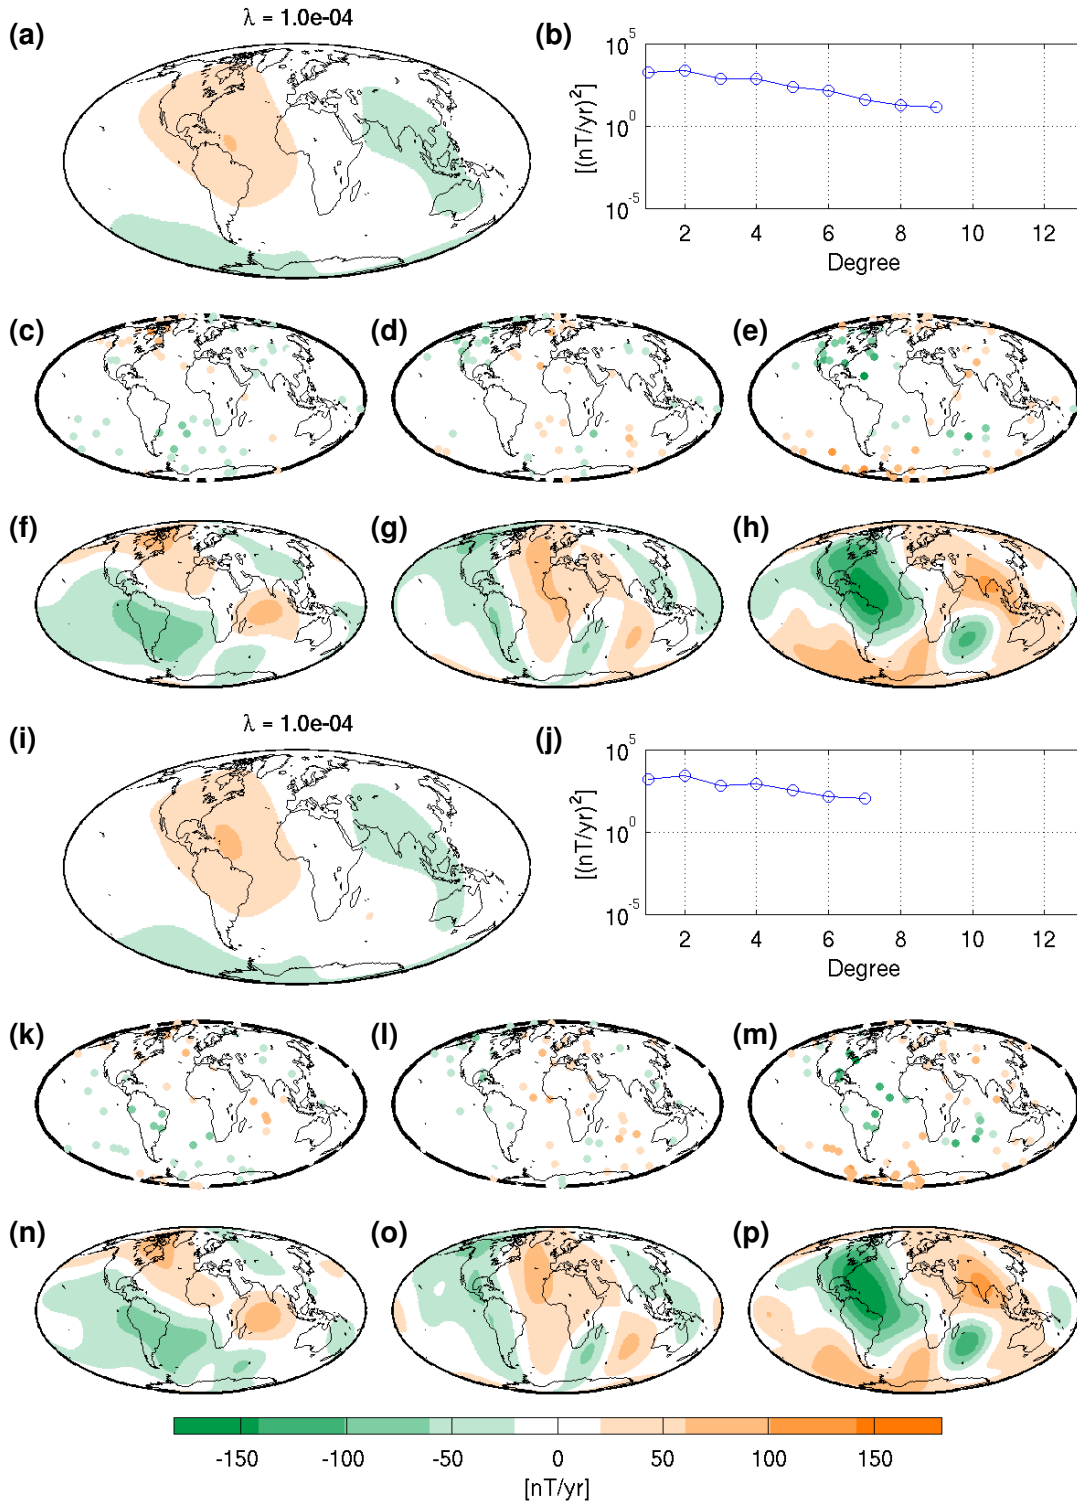 (a)
λ = 1.0e-04
(b)
10^5
10^0
10^-5
[(nT/yr)^2]
2 4 6 8 10 12
Degree
(c)
(d)
(e)
(f)
(g)
(h)
(i)
λ = 1.0e-04
(j)
10^5
10^0
10^-5
[(nT/yr)^2]
2 4 6 8 10 12
Degree
(k)
(l)
(m)
(n)
(o)
(p)
-150 -100 -50 0 50 100 150
[nT/yr]